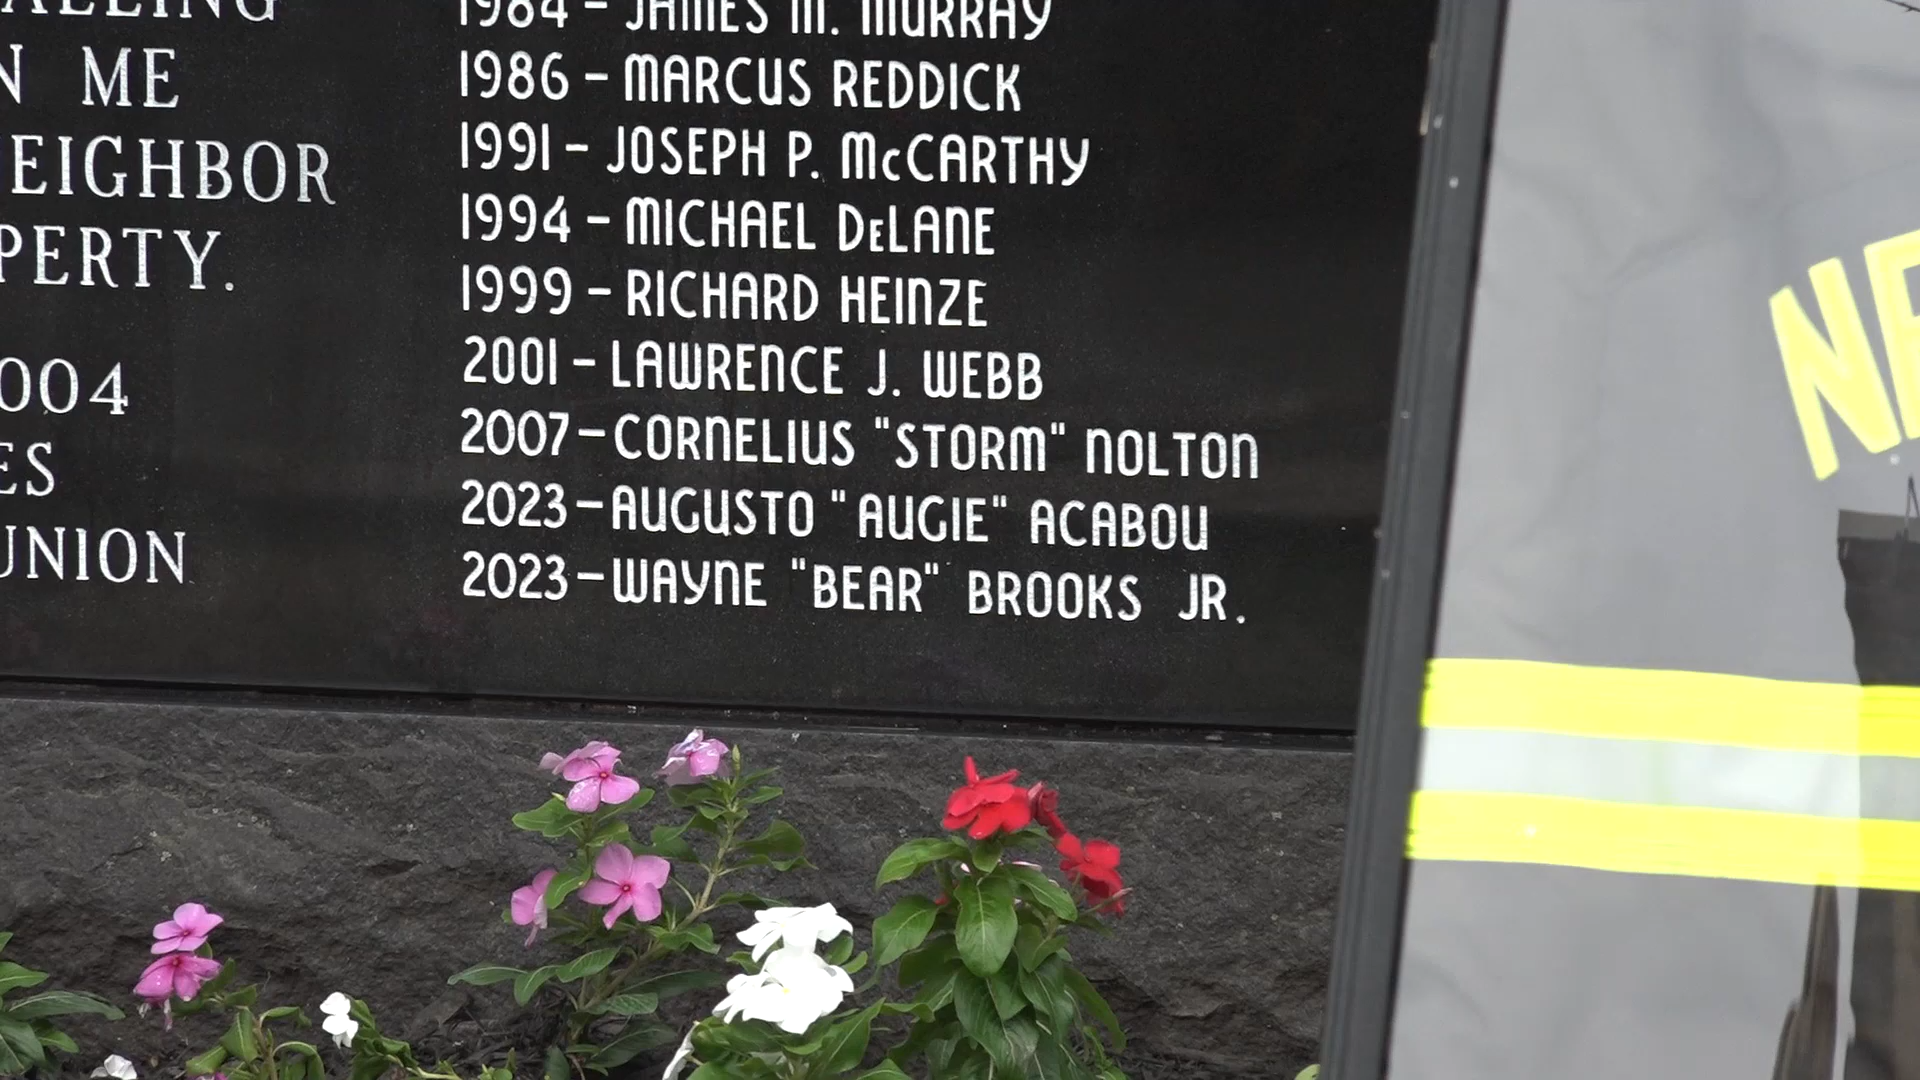 ALLING
N ME
EIGHBOR
PERTY.
004
ES
UNION
1984 – JAMES M. MURRAY
1986 – MARCUS REDDICK
1991 – JOSEPH P. McCARTHY
1994 – MICHAEL DeLANE
1999 – RICHARD HEINZE
2001 – LAWRENCE J. WEBB
2007 – CORNELIUS "STORM" NOLTON
2023 – AUGUSTO "AUGIE" ACABOU
2023 – WAYNE "BEAR" BROOKS JR.
NE